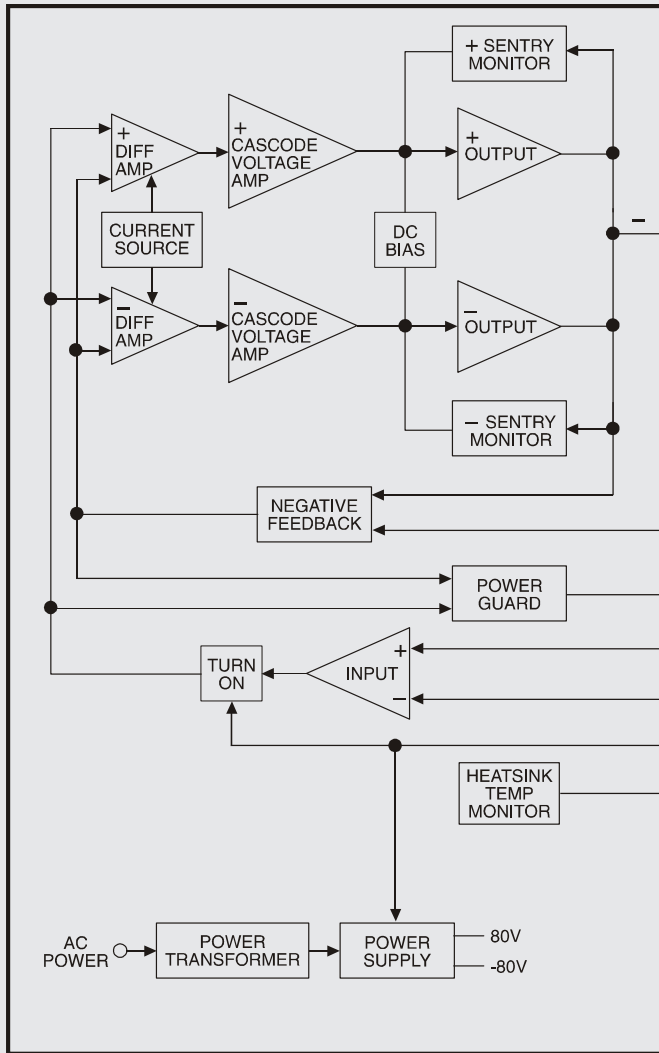 + SENTRY
MONITOR
+
DIFF
AMP
+
CASCODE
VOLTAGE
AMP
+
OUTPUT
−
CURRENT
SOURCE
DC
BIAS
−
DIFF
AMP
−
CASCODE
VOLTAGE
AMP
−
OUTPUT
− SENTRY
MONITOR
NEGATIVE
FEEDBACK
POWER
GUARD
TURN
ON
INPUT
+
−
HEATSINK
TEMP
MONITOR
AC
POWER
POWER
TRANSFORMER
POWER
SUPPLY
80V
-80V